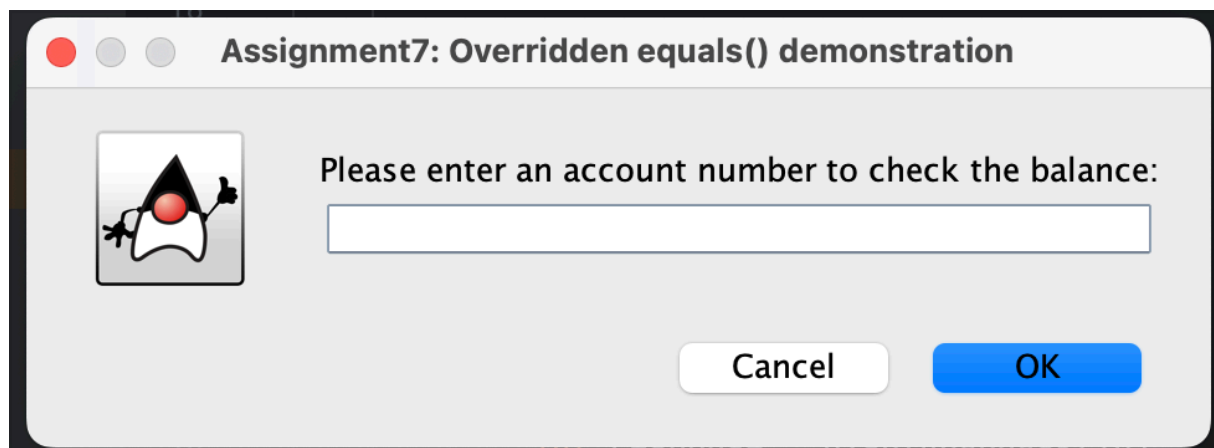 Assignment7: Overridden equals() demonstration
Please enter an account number to check the balance:
Cancel
OK